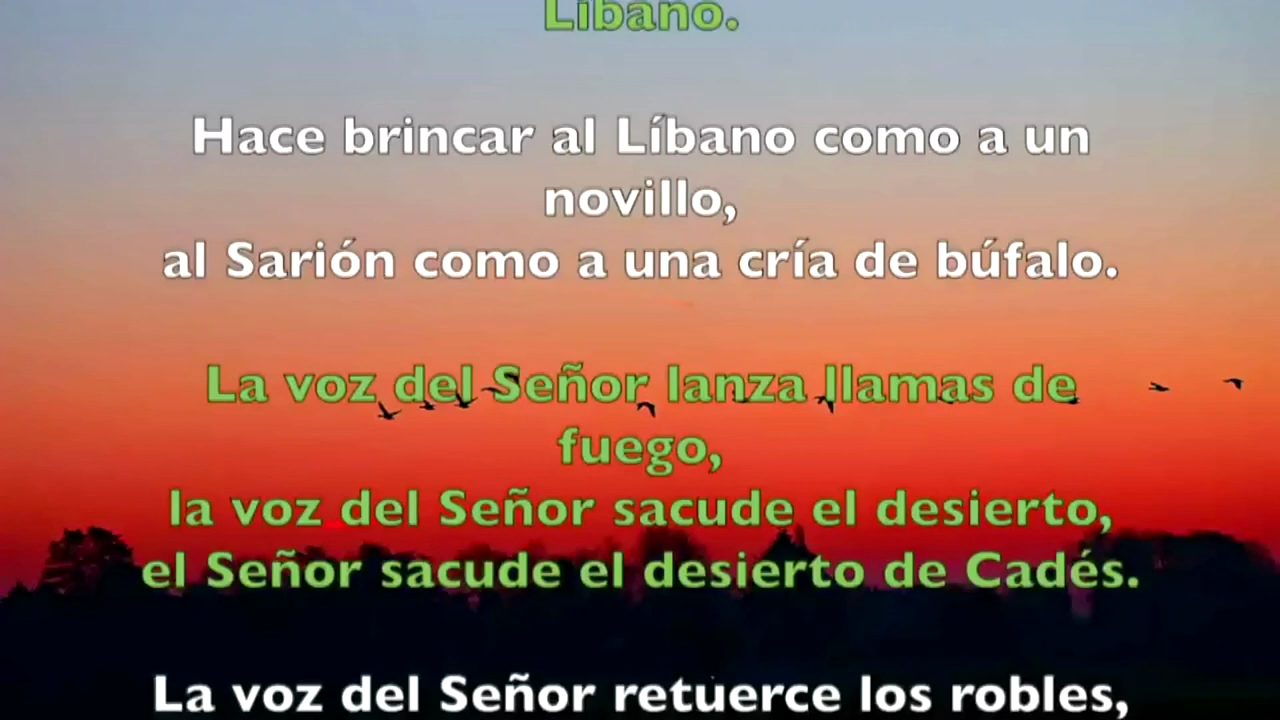 Líbano.
Hace brincar al Líbano como a un
novillo,
al Sarión como a una cría de búfalo.
La voz del Señor lanza llamas de
fuego,
la voz del Señor sacude el desierto,
el Señor sacude el desierto de Cadés.
La voz del Señor retuerce los robles,